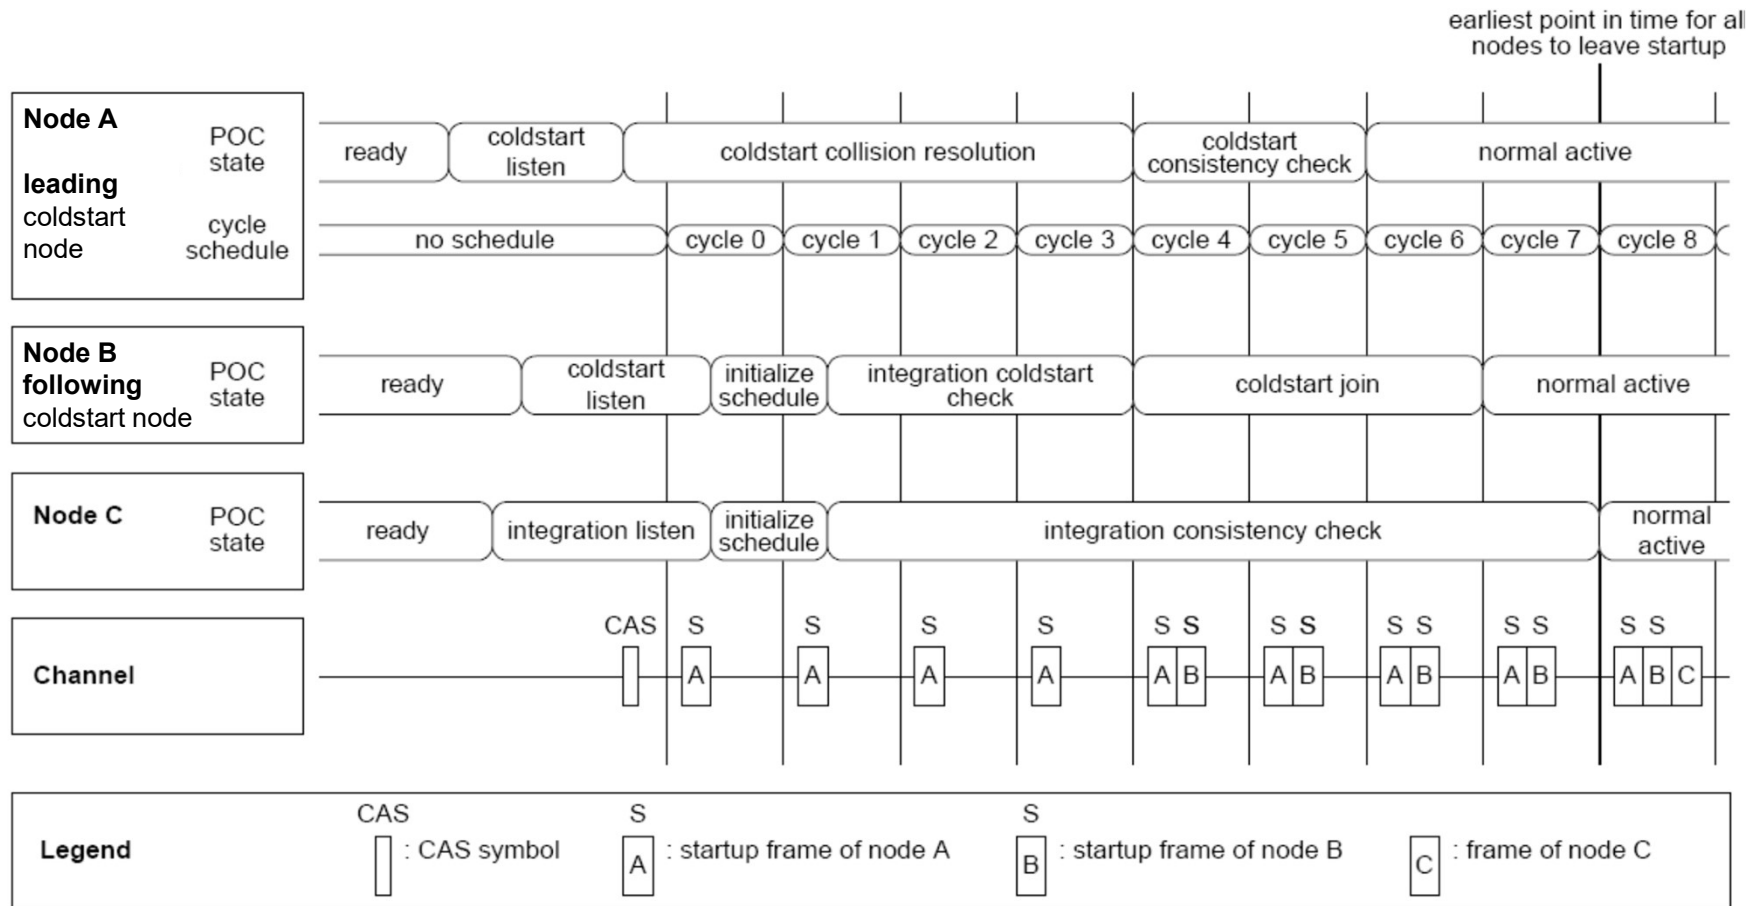 earliest point in time for al
nodes to leave startup
Node A
leading
coldstart
node
POC
state
ready
coldstart
listen
coldstart collision resolution
coldstart
consistency check
normal active
cycle
schedule
no schedule
cycle 0
cycle 1
cycle 2
cycle 3
cycle 4
cycle 5
cycle 6
cycle 7
cycle 8
Node B
following
coldstart node
POC
state
ready
coldstart
listen
initialize
schedule
integration coldstart
check
coldstart join
normal active
Node C
POC
state
ready
integration listen
initialize
schedule
integration consistency check
normal
active
CAS S S S S S S S S S S S S S S
Channel
A A A A A B A B A B A B A B C
CAS S S
Legend
: CAS symbol
A : startup frame of node A
B : startup frame of node B
C : frame of node C